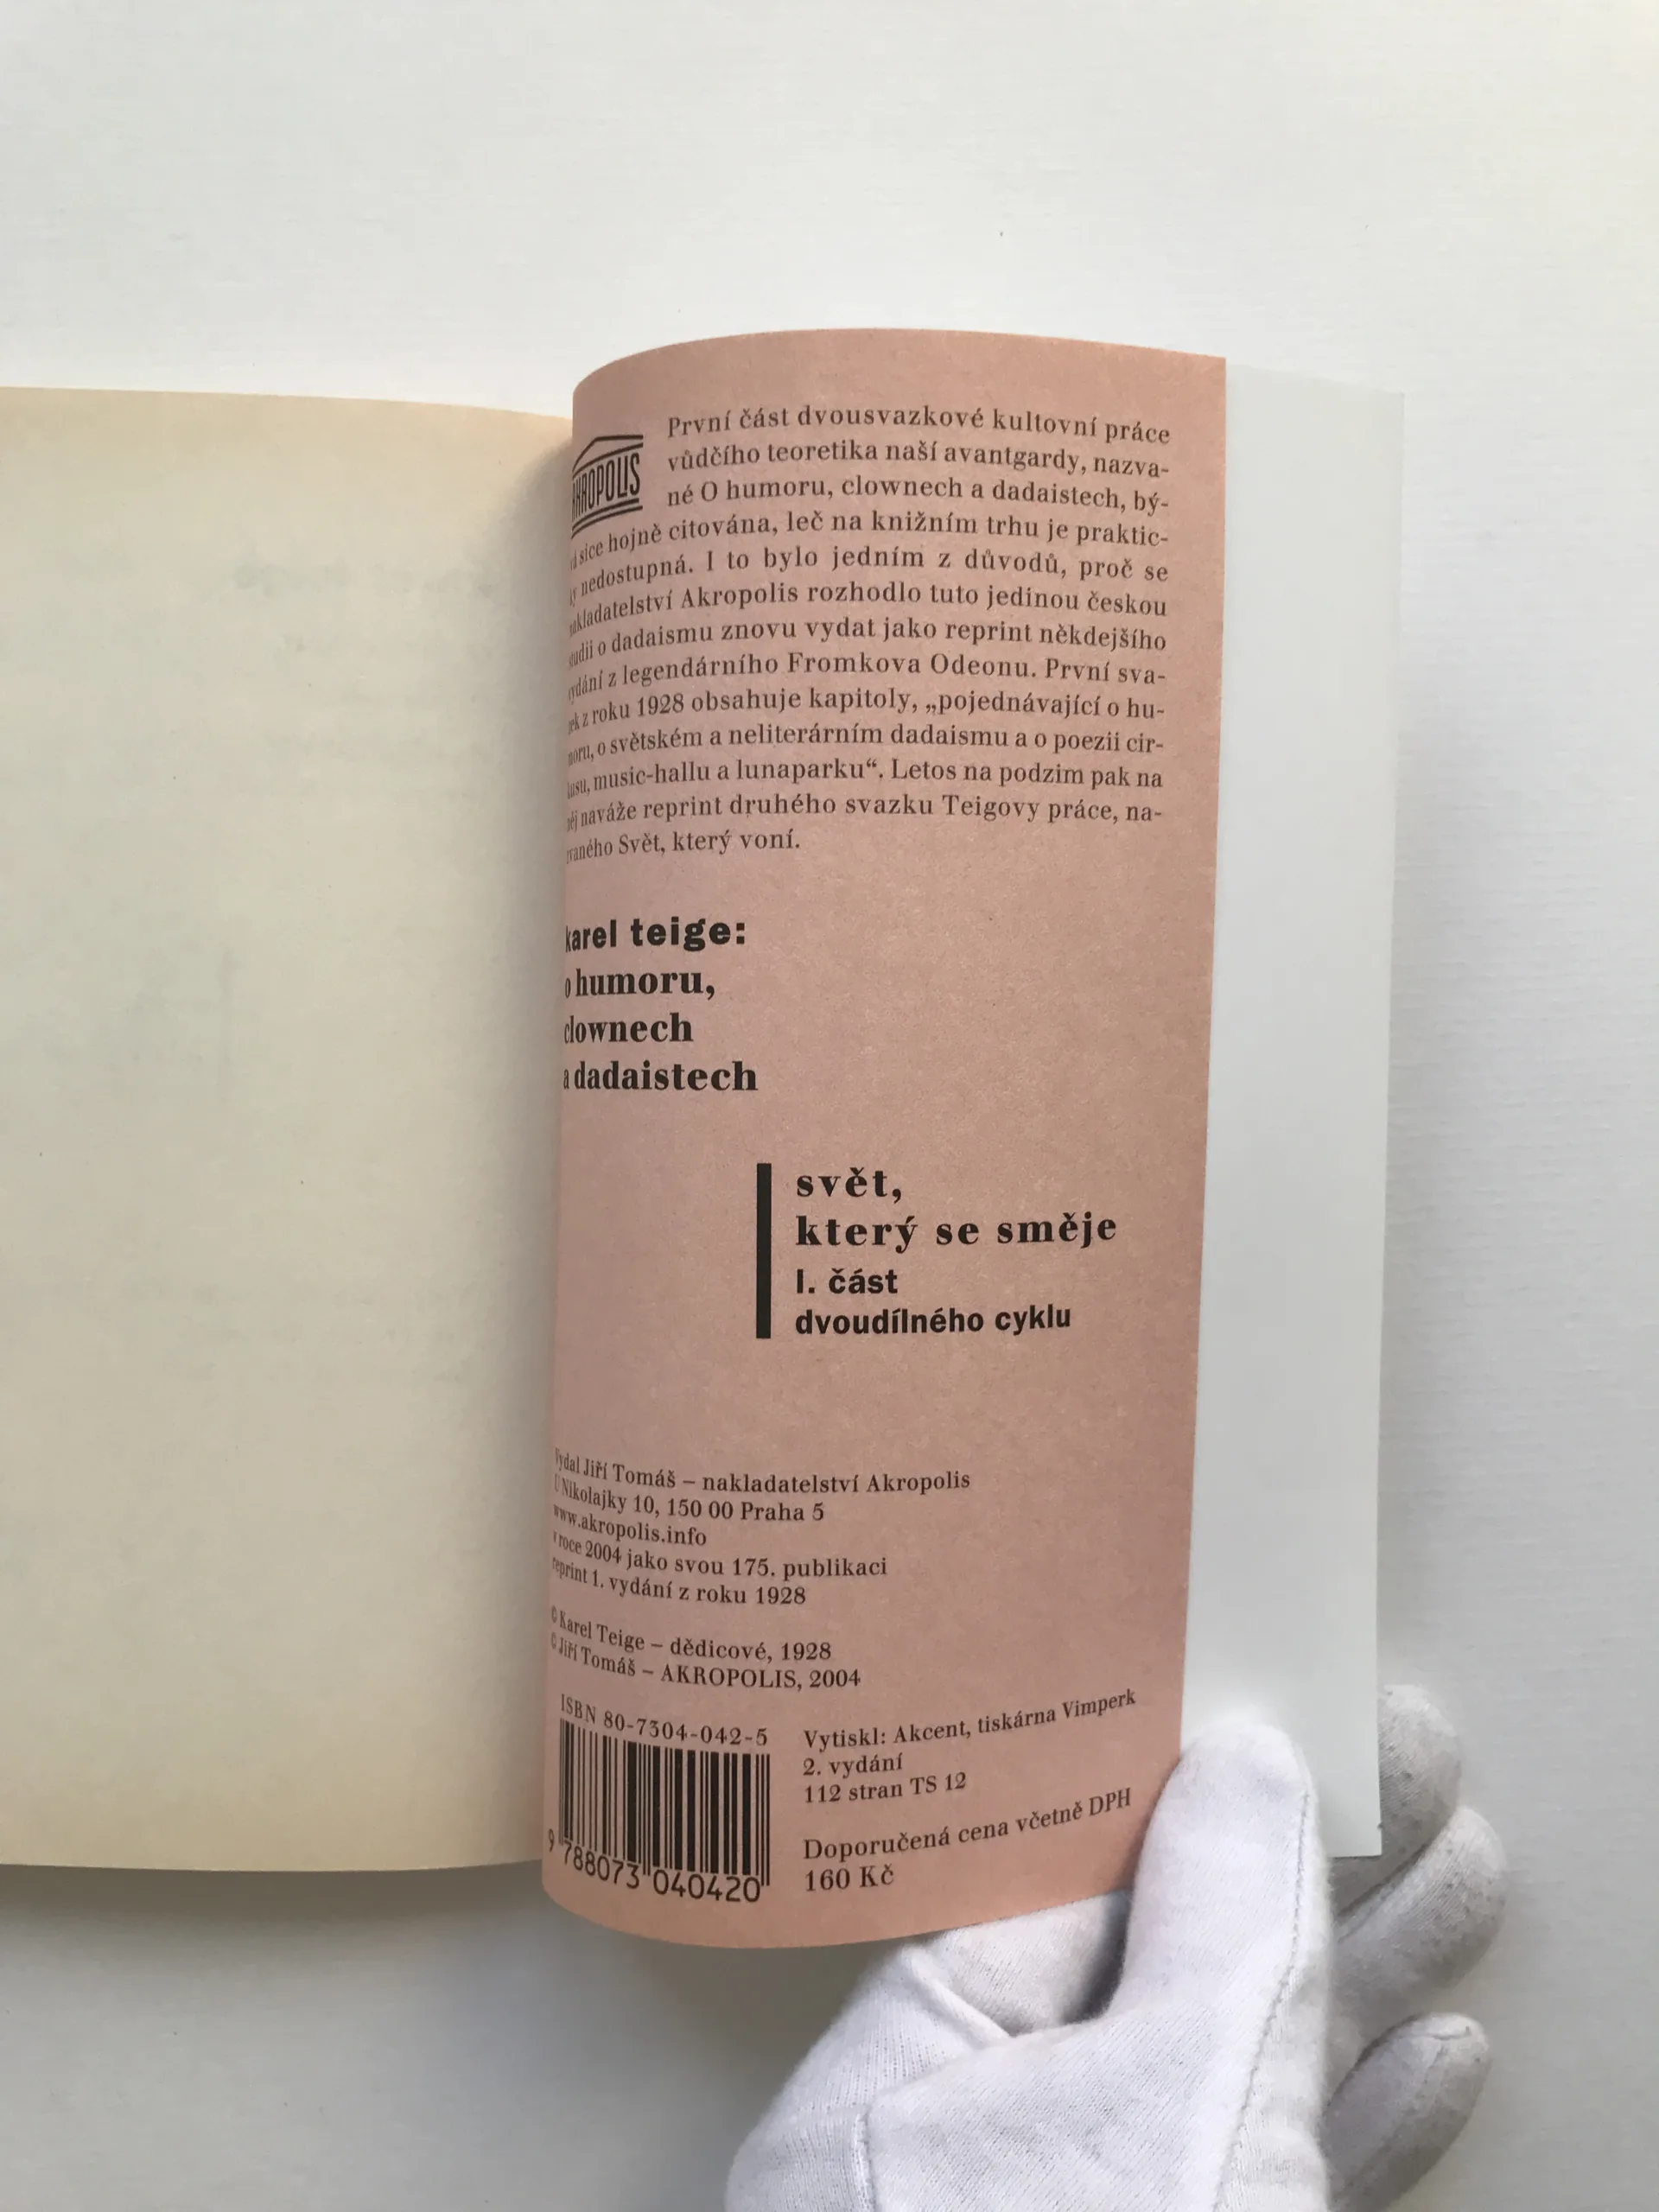 AKROPOLIS
První část dvousvazkové kultovní práce
vůdčího teoretika naší avantgardy, nazva-
né O humoru, clownech a dadaistech, bý-
sice hojně citována, leč na knižním trhu je praktic-
nedostupná. I to bylo jedním z důvodů, proč se
nakladatelství Akropolis rozhodlo tuto jedinou českou
studii o dadaismu znovu vydat jako reprint někdejšího
vydání z legendárního Fromkova Odeonu. První sva-
zek z roku 1928 obsahuje kapitoly, „pojednávající o hu-
moru, o světském a neliterárním dadaismu a o poezii cir-
kusu, music-hallu a lunaparku“. Letos na podzim pak na
něj naváže reprint druhého svazku Teigovy práce, na-
zvaného Svět, který voní.
karel teige:
o humoru,
clownech
a dadaistech
svět,
který se směje
I. část
dvoudílného cyklu
Vydal Jiří Tomáš – nakladatelství Akropolis
U Nikolajky 10, 150 00 Praha 5
www.akropolis.info
v roce 2004 jako svou 175. publikaci
reprint 1. vydání z roku 1928
© Karel Teige – dědicové, 1928
© Jiří Tomáš – AKROPOLIS, 2004
ISBN 80-7304-042-5
9 788073 040420
Vytiskl: Akcent, tiskárna Vimperk
2. vydání
112 stran TS 12
Doporučená cena včetně DPH
160 Kč